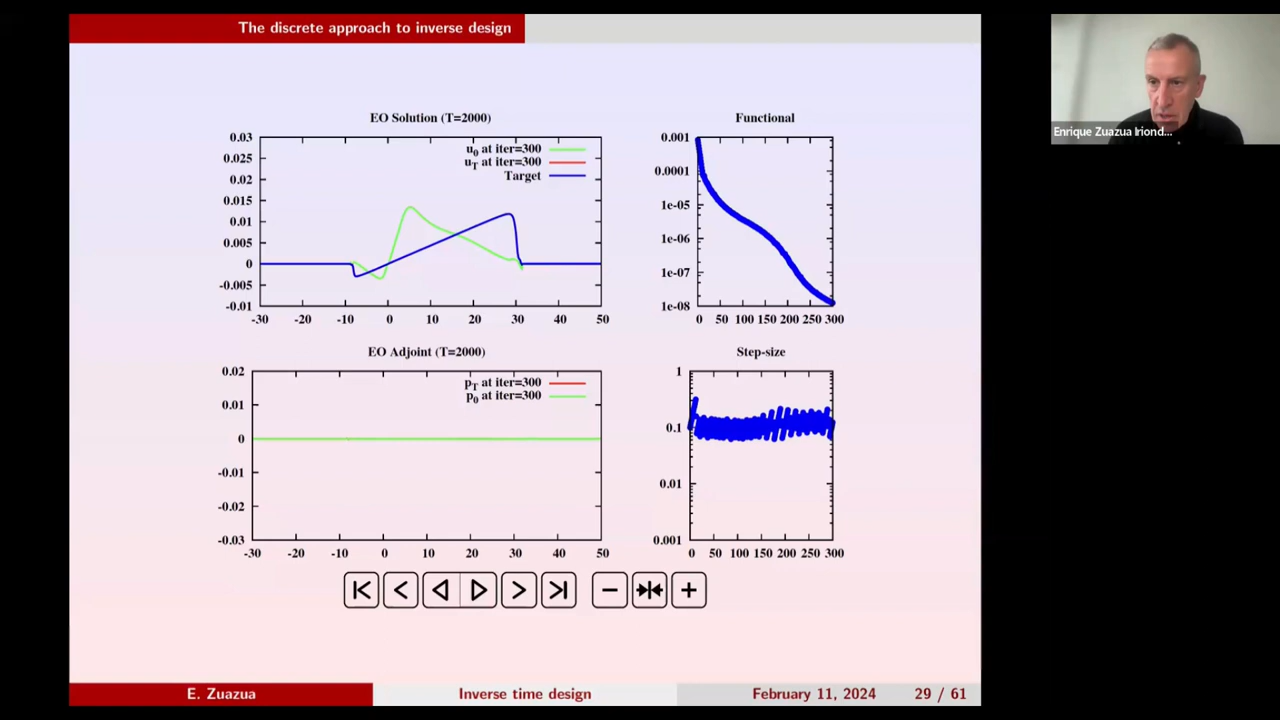 The discrete approach to inverse design
Enrique Zuazua Iriond...
EO Solution (T=2000)
0.03
0.025
0.02
0.015
0.01
0.005
0
-0.005
-0.01
u0 at iter=300
uT at iter=300
Target
-30 -20 -10 0 10 20 30 40 50
Functional
0.001
0.0001
1e-05
1e-06
1e-07
1e-08
0 50 100 150 200 250 300
EO Adjoint (T=2000)
0.02
0.01
0
-0.01
-0.02
-0.03
pT at iter=300
p0 at iter=300
-30 -20 -10 0 10 20 30 40 50
Step-size
1
0.1
0.01
0.001
0 50 100 150 200 250 300
E. Zuazua
Inverse time design
February 11, 2024
29 / 61